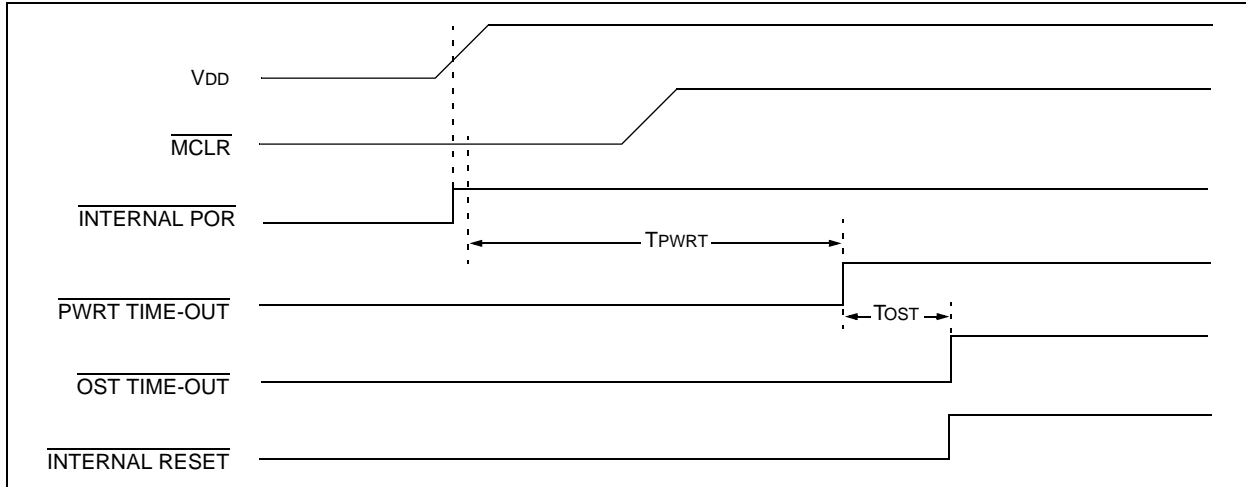 VDD
MCLR
INTERNAL POR
TPWRT
PWRT TIME-OUT
TOST
OST TIME-OUT
INTERNAL RESET